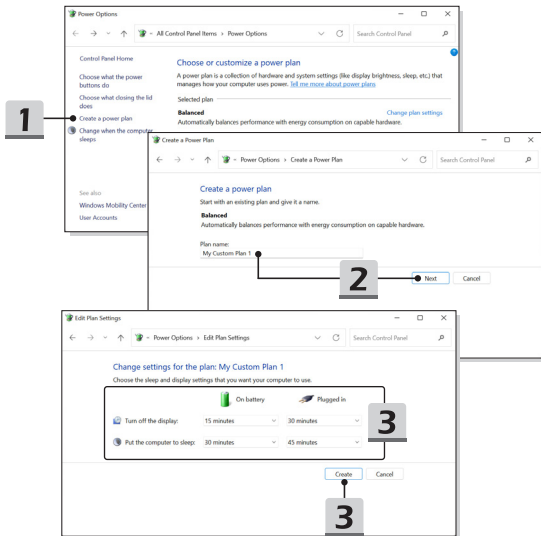 Power Options
All Control Panel Items > Power Options
Search Control Panel
Control Panel Home
Choose what the power
buttons do
Choose what closing the lid
does
Create a power plan
Change when the computer
sleeps
See also
Windows Mobility Center
User Accounts
Choose or customize a power plan
A power plan is a collection of hardware and system settings (like display brightness, sleep, etc.) that
manages how your computer uses power. Tell me more about power plans
Selected plan
Balanced
Change plan settings
Automatically balances performance with energy consumption on capable hardware.
1
Create a Power Plan
Power Options > Create a Power Plan
Search Control Panel
Create a power plan
Start with an existing plan and give it a name.
Balanced
Automatically balances performance with energy consumption on capable hardware.
Plan name:
My Custom Plan 1
2
Next
Cancel
Edit Plan Settings
Power Options > Edit Plan Settings
Search Control Panel
Change settings for the plan: My Custom Plan 1
Choose the sleep and display settings that you want your computer to use.
On battery
Plugged in
Turn off the display:
15 minutes
30 minutes
Put the computer to sleep:
30 minutes
45 minutes
3
Create
Cancel
3